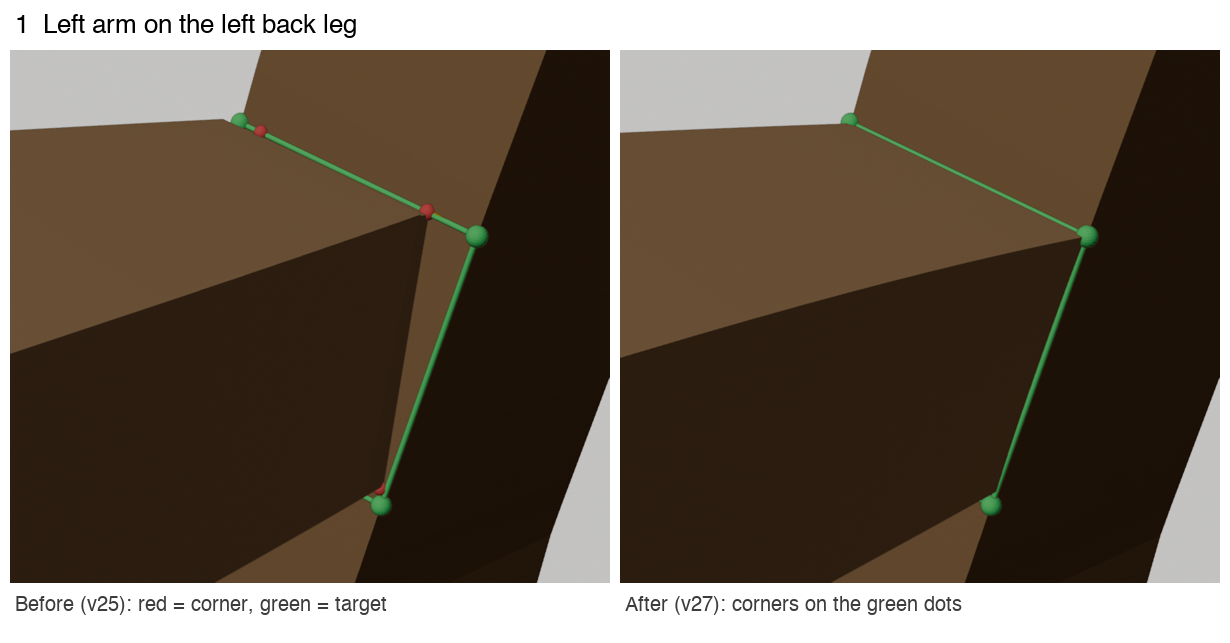 1 Left arm on the left back leg
Before (v25): red = corner, green = target
After (v27): corners on the green dots